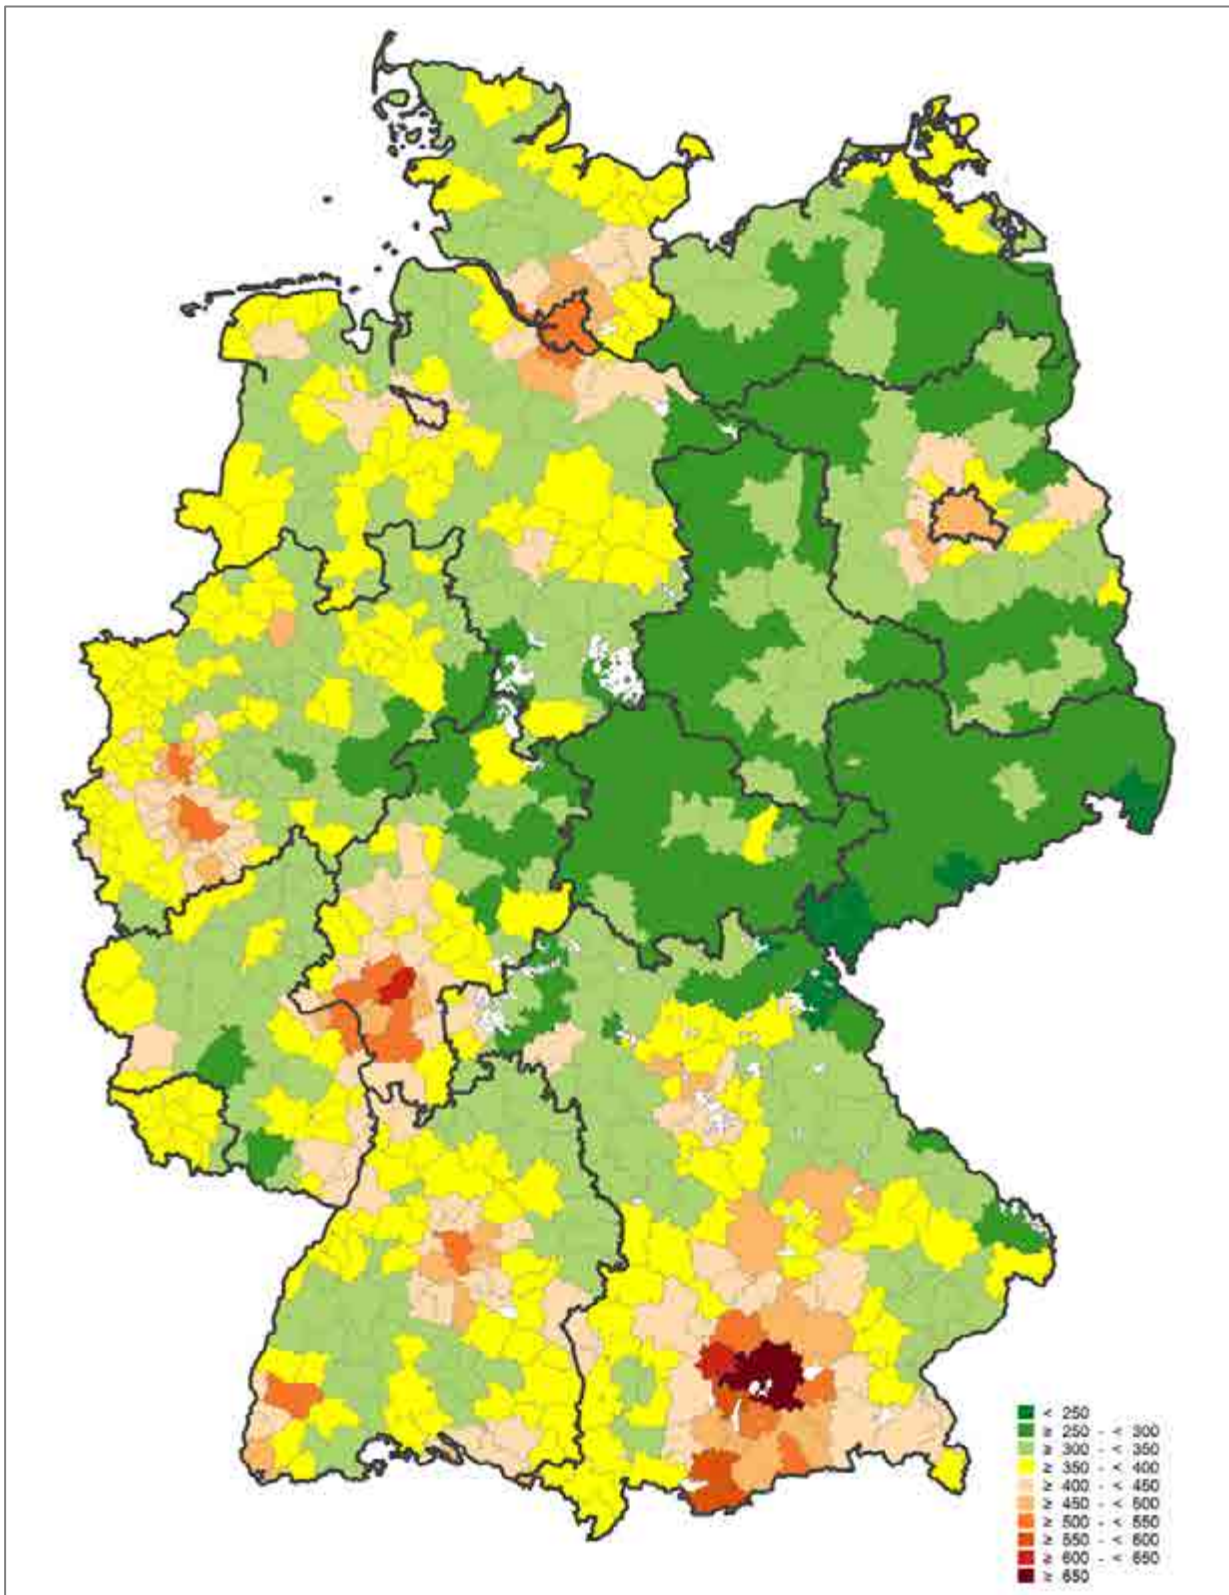 < 250
≥ 250 - < 300
≥ 300 - < 350
≥ 350 - < 400
≥ 400 - < 450
≥ 450 - < 500
≥ 500 - < 550
≥ 550 - < 600
≥ 600 - < 650
≥ 650